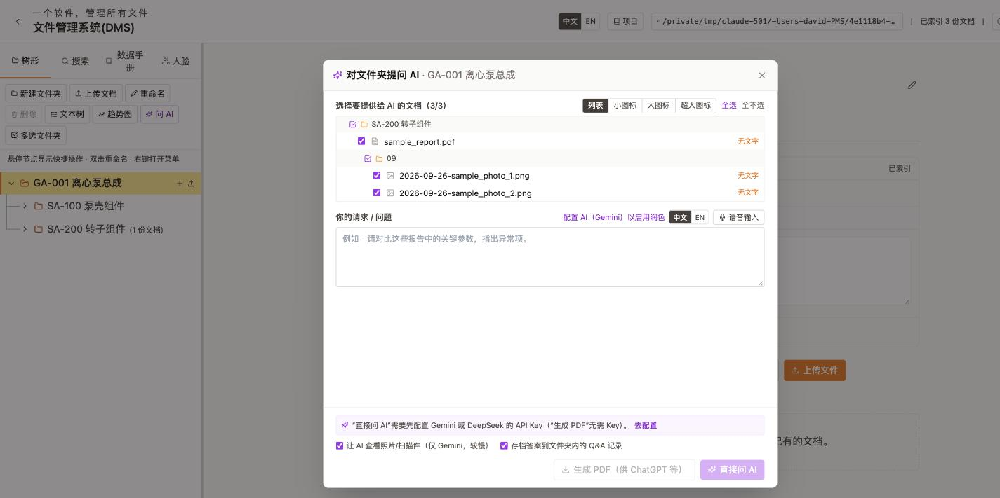 一个软件，管理所有文件
文件管理系统(DMS)
中文 EN 项目 /private/tmp/claude-501/-Users-david-PMS/4e1118b4-… | 已索引 3 份文档 |
树形 搜索 数据手册 人脸
新建文件夹 上传文档 重命名
删除 文本树 趋势图 问 AI
多选文件夹
悬停节点显示快捷操作 · 双击重命名 · 右键打开菜单
GA-001 离心泵总成
SA-100 泵壳组件
SA-200 转子组件 (1 份文档)
对文件夹提问 AI · GA-001 离心泵总成
选择要提供给 AI 的文档（3/3） 列表 小图标 大图标 超大图标 全选 全不选
SA-200 转子组件
sample_report.pdf 无文字
09
2026-09-26-sample_photo_1.png 无文字
2026-09-26-sample_photo_2.png 无文字
你的请求 / 问题 配置 AI（Gemini）以启用润色 中文 EN 语音输入
例如：请对比这些报告中的关键参数，指出异常项。
“直接问 AI”需要先配置 Gemini 或 DeepSeek 的 API Key（“生成 PDF”无需 Key）。 去配置
让 AI 查看照片/扫描件（仅 Gemini，较慢） 存档答案到文件夹内的 Q&A 记录
生成 PDF（供 ChatGPT 等） 直接问 AI
已索引
上传文件
已有的文档。